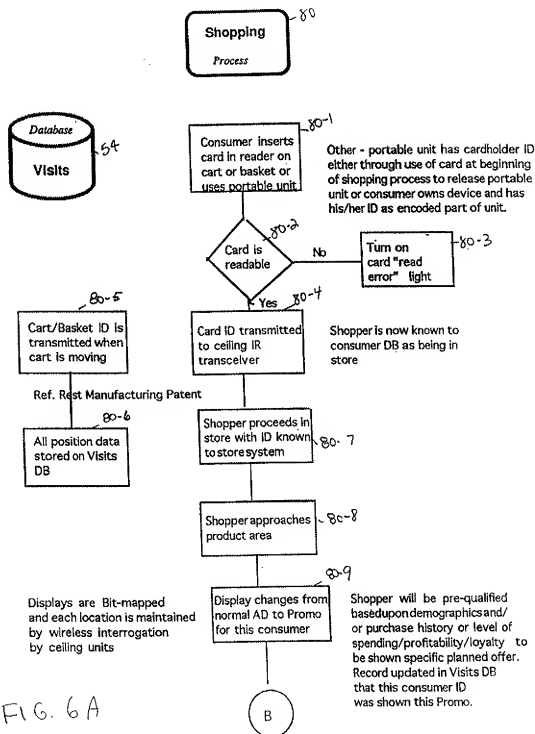 Shopping
80
Process
Database
Visits
54
80-1
Consumer inserts
card in reader on
cart or basket or
uses portable unit
Other - portable unit has cardholder ID
either through use of card at beginning
of shopping process to release portable
unit or consumer owns device and has
his/her ID as encoded part of unit.
80-2
Card is
readable
No
Turn on
card "read
error" light
80-3
Yes
80-4
80-5
Cart/Basket ID is
transmitted when
cart is moving
Card ID transmitted
to ceiling IR
transceiver
Shopper is now known to
consumer DB as being in
store
Ref. Rest Manufacturing Patent
80-6
All position data
stored on Visits
DB
Shopper proceeds in
store with ID known
to store system
80-7
Shopper approaches
product area
80-8
80-9
Displays are Bit-mapped
and each location is maintained
by wireless interrogation
by ceiling units
Display changes from
normal AD to Promo
for this consumer
Shopper will be pre-qualified
basedupon demographics and/
or purchase history or level of
spending/profitability/loyalty to
be shown specific planned offer.
Record updated in Visits DB
that this consumer ID
was shown this Promo.
B
FIG. 6A